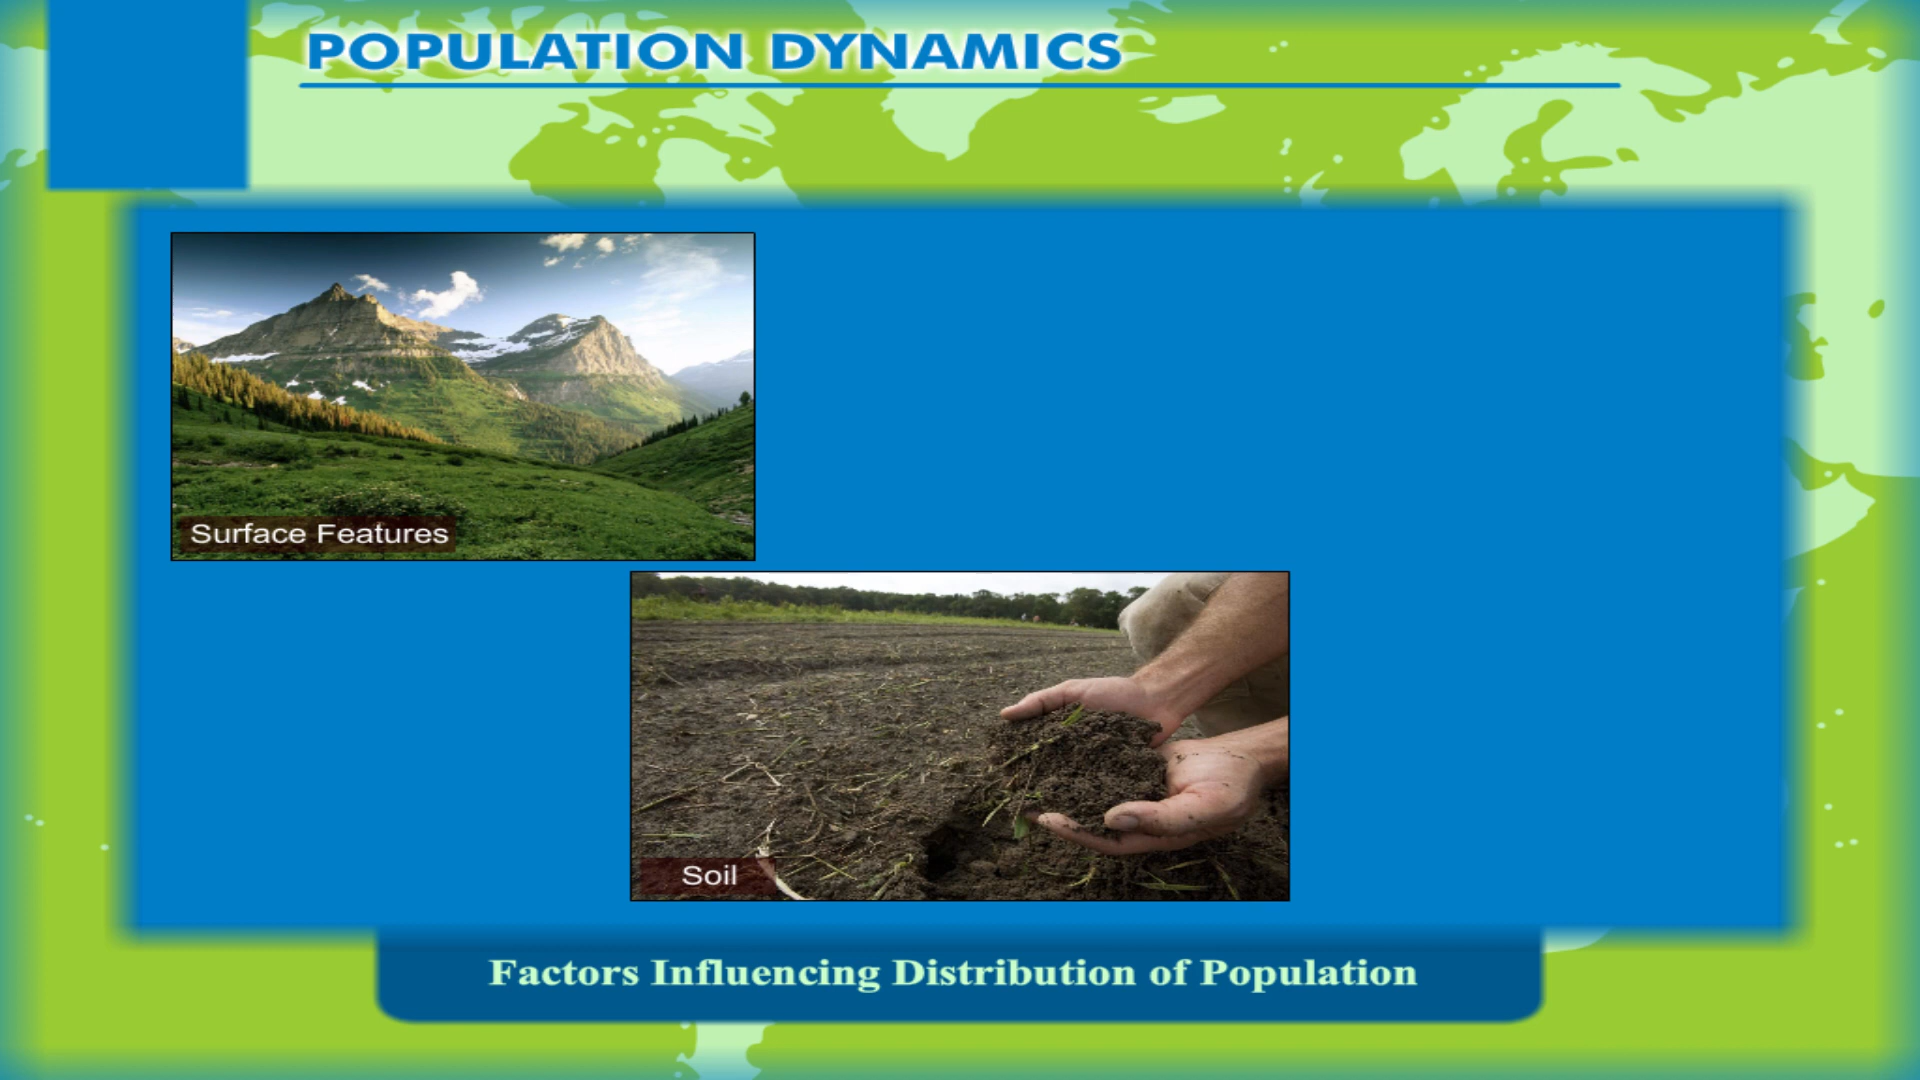 POPULATION DYNAMICS
Surface Features
Soil
Factors Influencing Distribution of Population